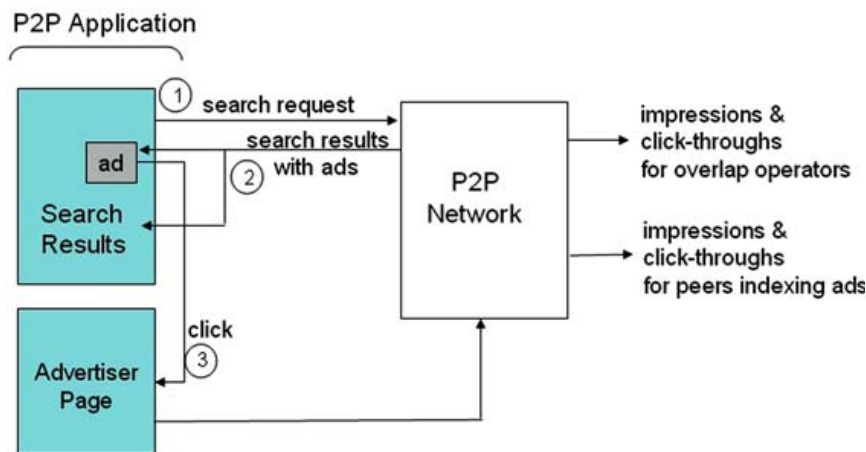 P2P Application
1
search request
search results
with ads
2
ad
Search
Results
P2P
Network
impressions &
click-throughs
for overlap operators
impressions &
click-throughs
for peers indexing ads
click
3
Advertiser
Page